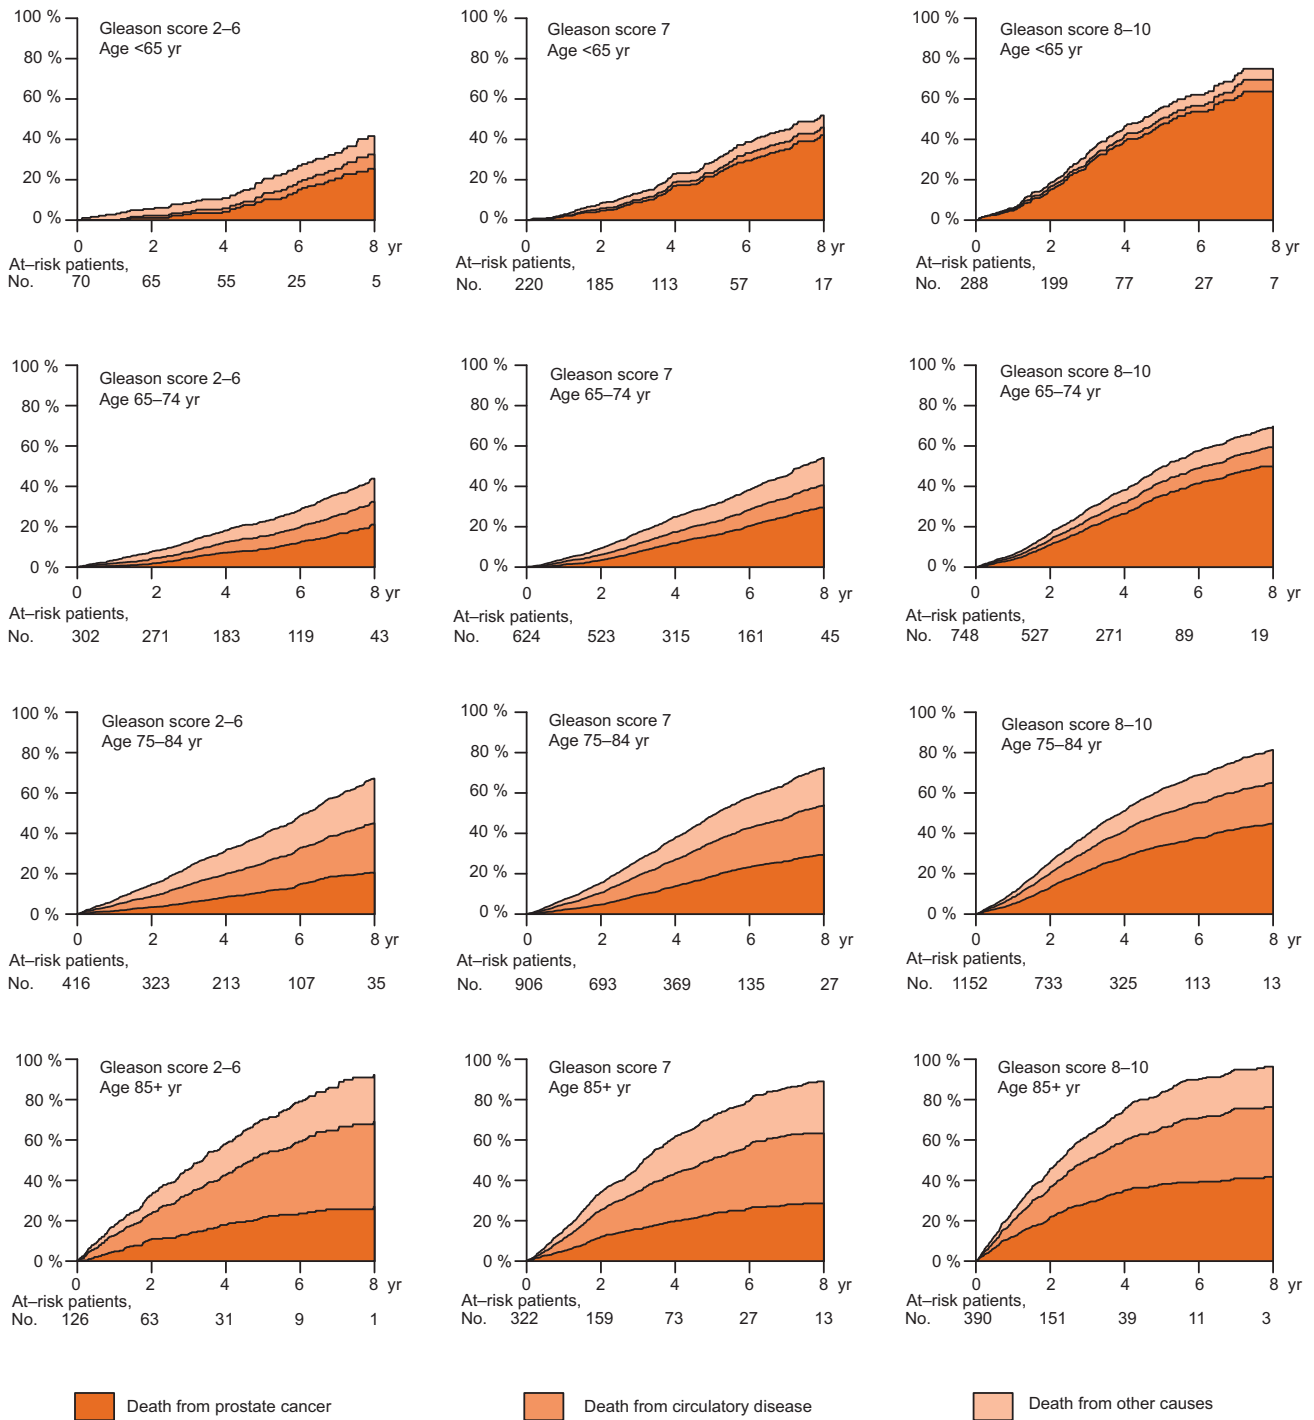 Gleason score 2–6
Age <65 yr
100 %
80 %
60 %
40 %
20 %
0 %
0 2 4 6 8 yr
At–risk patients,
No. 70 65 55 25 5
Gleason score 7
Age <65 yr
100 %
80 %
60 %
40 %
20 %
0 %
0 2 4 6 8 yr
At–risk patients,
No. 220 185 113 57 17
Gleason score 8–10
Age <65 yr
100 %
80 %
60 %
40 %
20 %
0 %
0 2 4 6 8 yr
At–risk patients,
No. 288 199 77 27 7
Gleason score 2–6
Age 65–74 yr
100 %
80 %
60 %
40 %
20 %
0 %
0 2 4 6 8 yr
At–risk patients,
No. 302 271 183 119 43
Gleason score 7
Age 65–74 yr
100 %
80 %
60 %
40 %
20 %
0 %
0 2 4 6 8 yr
At–risk patients,
No. 624 523 315 161 45
Gleason score 8–10
Age 65–74 yr
100 %
80 %
60 %
40 %
20 %
0 %
0 2 4 6 8 yr
At–risk patients,
No. 748 527 271 89 19
Gleason score 2–6
Age 75–84 yr
100 %
80 %
60 %
40 %
20 %
0 %
0 2 4 6 8 yr
At–risk patients,
No. 416 323 213 107 35
Gleason score 7
Age 75–84 yr
100 %
80 %
60 %
40 %
20 %
0 %
0 2 4 6 8 yr
At–risk patients,
No. 906 693 369 135 27
Gleason score 8–10
Age 75–84 yr
100 %
80 %
60 %
40 %
20 %
0 %
0 2 4 6 8 yr
At–risk patients,
No. 1152 733 325 113 13
Gleason score 2–6
Age 85+ yr
100 %
80 %
60 %
40 %
20 %
0 %
0 2 4 6 8 yr
At–risk patients,
No. 126 63 31 9 1
Gleason score 7
Age 85+ yr
100 %
80 %
60 %
40 %
20 %
0 %
0 2 4 6 8 yr
At–risk patients,
No. 322 159 73 27 13
Gleason score 8–10
Age 85+ yr
100 %
80 %
60 %
40 %
20 %
0 %
0 2 4 6 8 yr
At–risk patients,
No. 390 151 39 11 3
Death from prostate cancer
Death from circulatory disease
Death from other causes